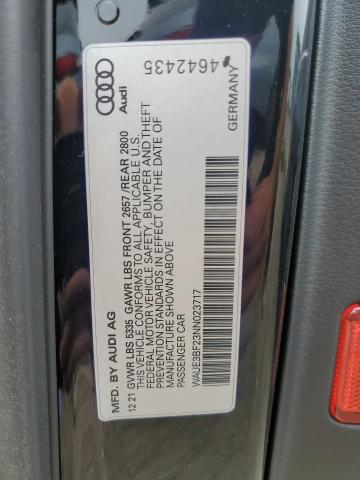 MFD. BY AUDI AG
12 21 GVWR LBS 5335 GAWR LBS FRONT 2657/REAR 2800
THIS VEHICLE CONFORMS TO ALL APPLICABLE U.S.
FEDERAL MOTOR VEHICLE SAFETY, BUMPER AND THEFT
PREVENTION STANDARDS IN EFFECT ON THE DATE OF
MANUFACTURE SHOWN ABOVE
PASSENGER CAR
WAUE3BF23NN023717
Audi
4642435
GERMANY